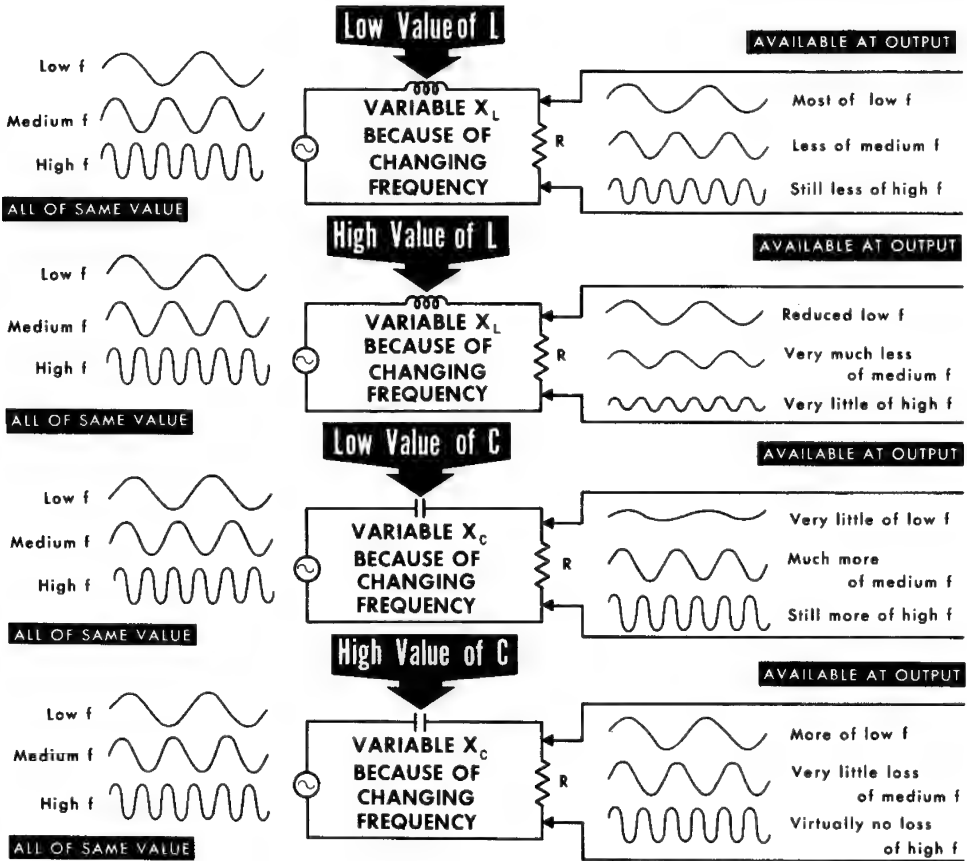 Low Value of L
AVAILABLE AT OUTPUT
Low f
Medium f
High f
ALL OF SAME VALUE
VARIABLE XL
BECAUSE OF
CHANGING
FREQUENCY
R
Most of low f
Less of medium f
Still less of high f
High Value of L
AVAILABLE AT OUTPUT
Low f
Medium f
High f
ALL OF SAME VALUE
VARIABLE XL
BECAUSE OF
CHANGING
FREQUENCY
R
Reduced low f
Very much less
of medium f
Very little of high f
Low Value of C
AVAILABLE AT OUTPUT
Low f
Medium f
High f
ALL OF SAME VALUE
VARIABLE XC
BECAUSE OF
CHANGING
FREQUENCY
R
Very little of low f
Much more
of medium f
Still more of high f
High Value of C
AVAILABLE AT OUTPUT
Low f
Medium f
High f
ALL OF SAME VALUE
VARIABLE XC
BECAUSE OF
CHANGING
FREQUENCY
R
More of low f
Very little loss
of medium f
Virtually no loss
of high f